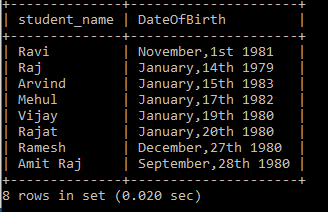 +--------------+----------------------+
| student_name | DateOfBirth          |
+--------------+----------------------+
| Ravi         | November,1st 1981    |
| Raj          | January,14th 1979    |
| Arvind       | January,15th 1983    |
| Mehul        | January,17th 1982    |
| Vijay        | January,19th 1980    |
| Rajat        | January,20th 1980    |
| Ramesh       | December,27th 1980   |
| Amit Raj     | September,28th 1980  |
+--------------+----------------------+
8 rows in set (0.020 sec)